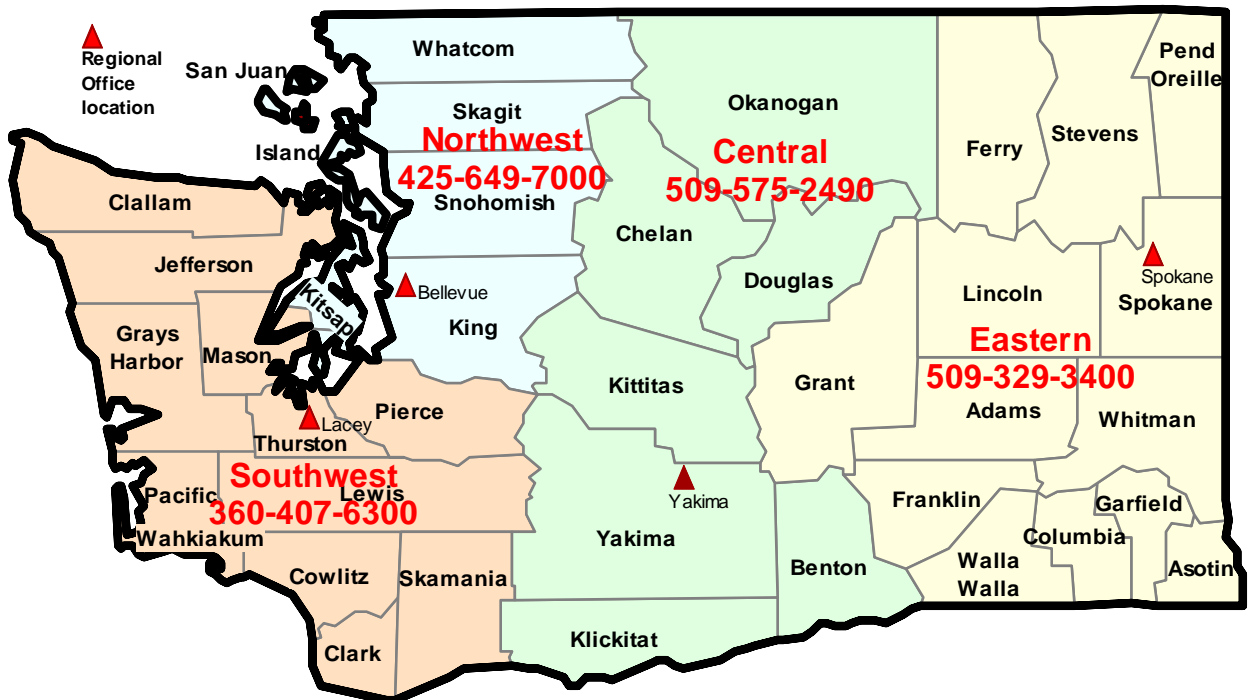 Regional
Office
location
San Juan
Island
Whatcom
Skagit
Northwest
425-649-7000
Snohomish
Okanogan
Central
509-575-2490
Chelan
Douglas
Ferry
Stevens
Pend
Oreille
Clallam
Jefferson
Kitsap
Bellevue
King
Grays
Harbor
Mason
Lincoln
Spokane
Spokane
Eastern
509-329-3400
Kittitas
Grant
Adams
Whitman
Pierce
Lacey
Thurston
Southwest
360-407-6300
Pacific
Lewis
Wahkiakum
Yakima
Yakima
Franklin
Garfield
Columbia
Benton
Walla
Walla
Asotin
Cowlitz
Skamania
Clark
Klickitat